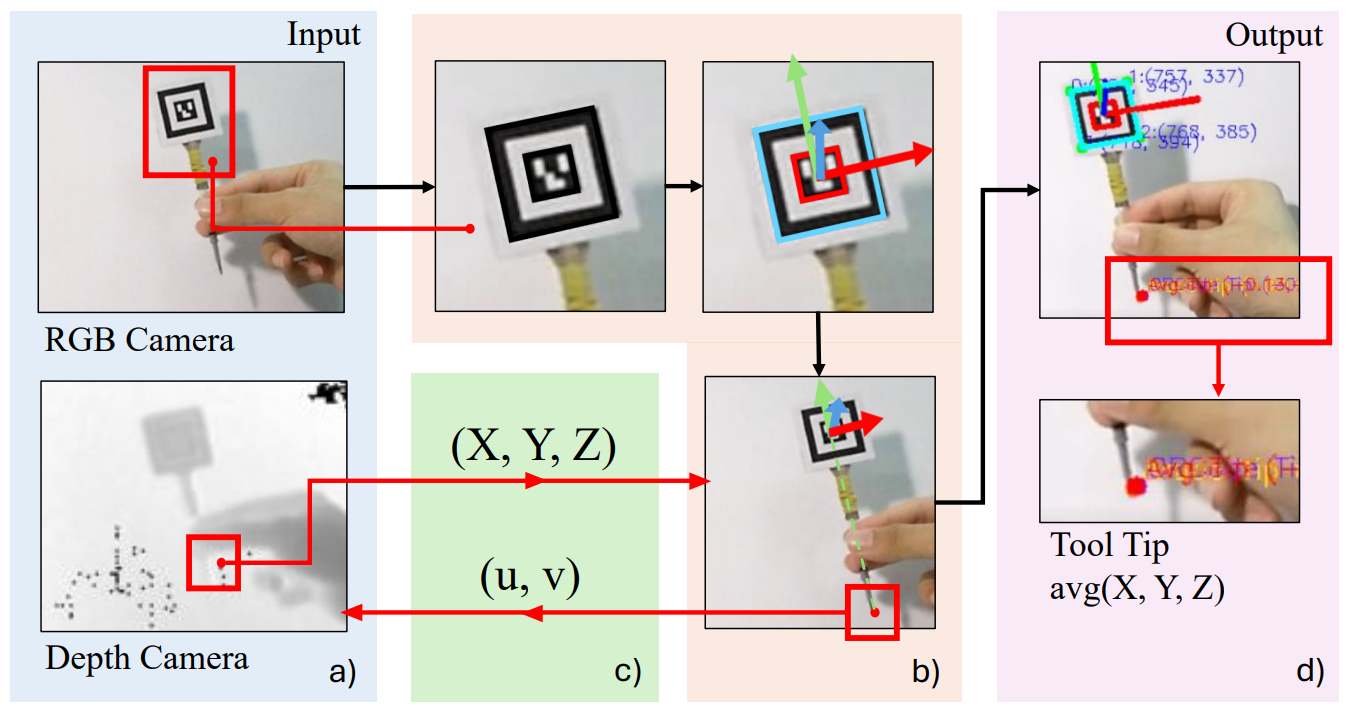 Input
RGB Camera
Depth Camera
a)
(X, Y, Z)
(u, v)
c)
b)
Output
1:(757, 337)
2:(768, 385)
Tool Tip
avg(X, Y, Z)
d)